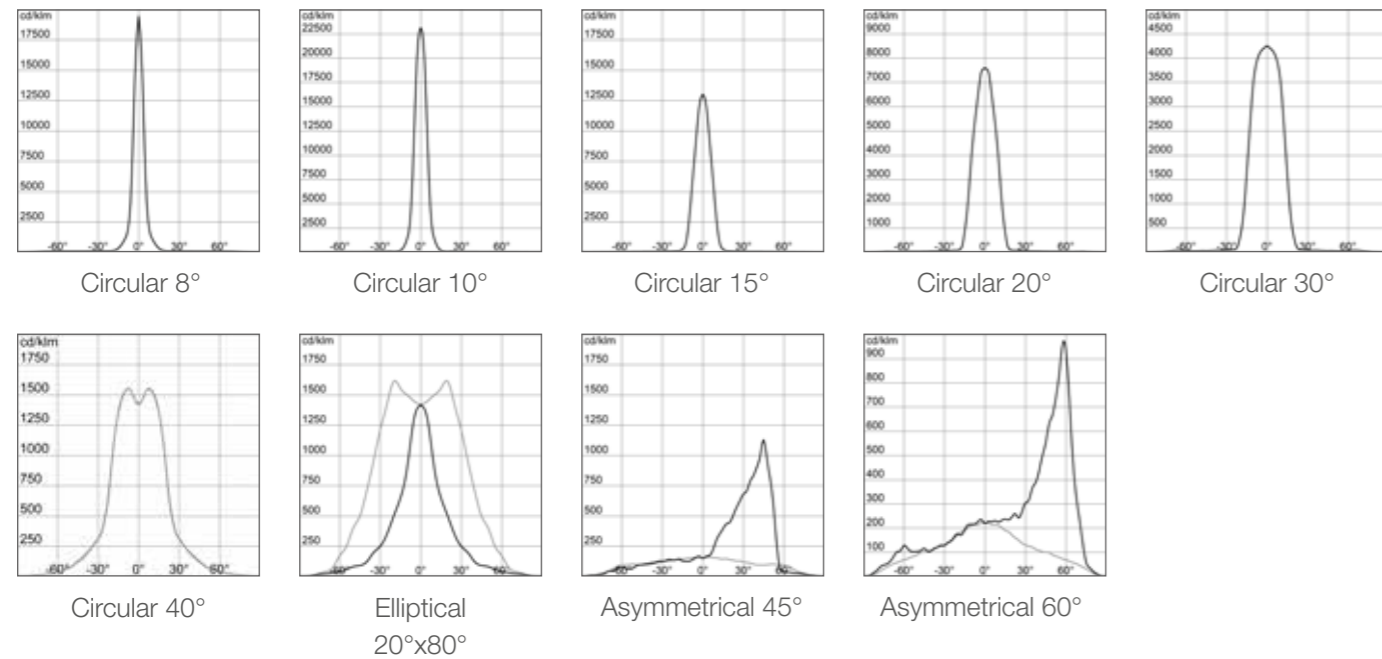 cd/klm
17500
15000
12500
10000
7500
5000
2500
-60° -30° 0° 30° 60°
Circular 8°
cd/klm
22500
20000
17500
15000
12500
10000
7500
5000
2500
-60° -30° 0° 30° 60°
Circular 10°
cd/klm
17500
15000
12500
10000
7500
5000
2500
-60° -30° 0° 30° 60°
Circular 15°
cd/klm
9000
8000
7000
6000
5000
4000
3000
2000
1000
-60° -30° 0° 30° 60°
Circular 20°
cd/klm
4500
4000
3500
3000
2500
2000
1500
1000
500
-60° -30° 0° 30° 60°
Circular 30°
cd/klm
1750
1500
1250
1000
750
500
250
-60° -30° 0° 30° 60°
Circular 40°
cd/klm
1750
1500
1250
1000
750
500
250
-60° -30° 0° 30° 60°
Elliptical
20°x80°
cd/klm
1750
1500
1250
1000
750
500
250
-60° -30° 0° 30° 60°
Asymmetrical 45°
cd/klm
900
800
700
600
500
400
300
200
100
-60° -30° 0° 30° 60°
Asymmetrical 60°